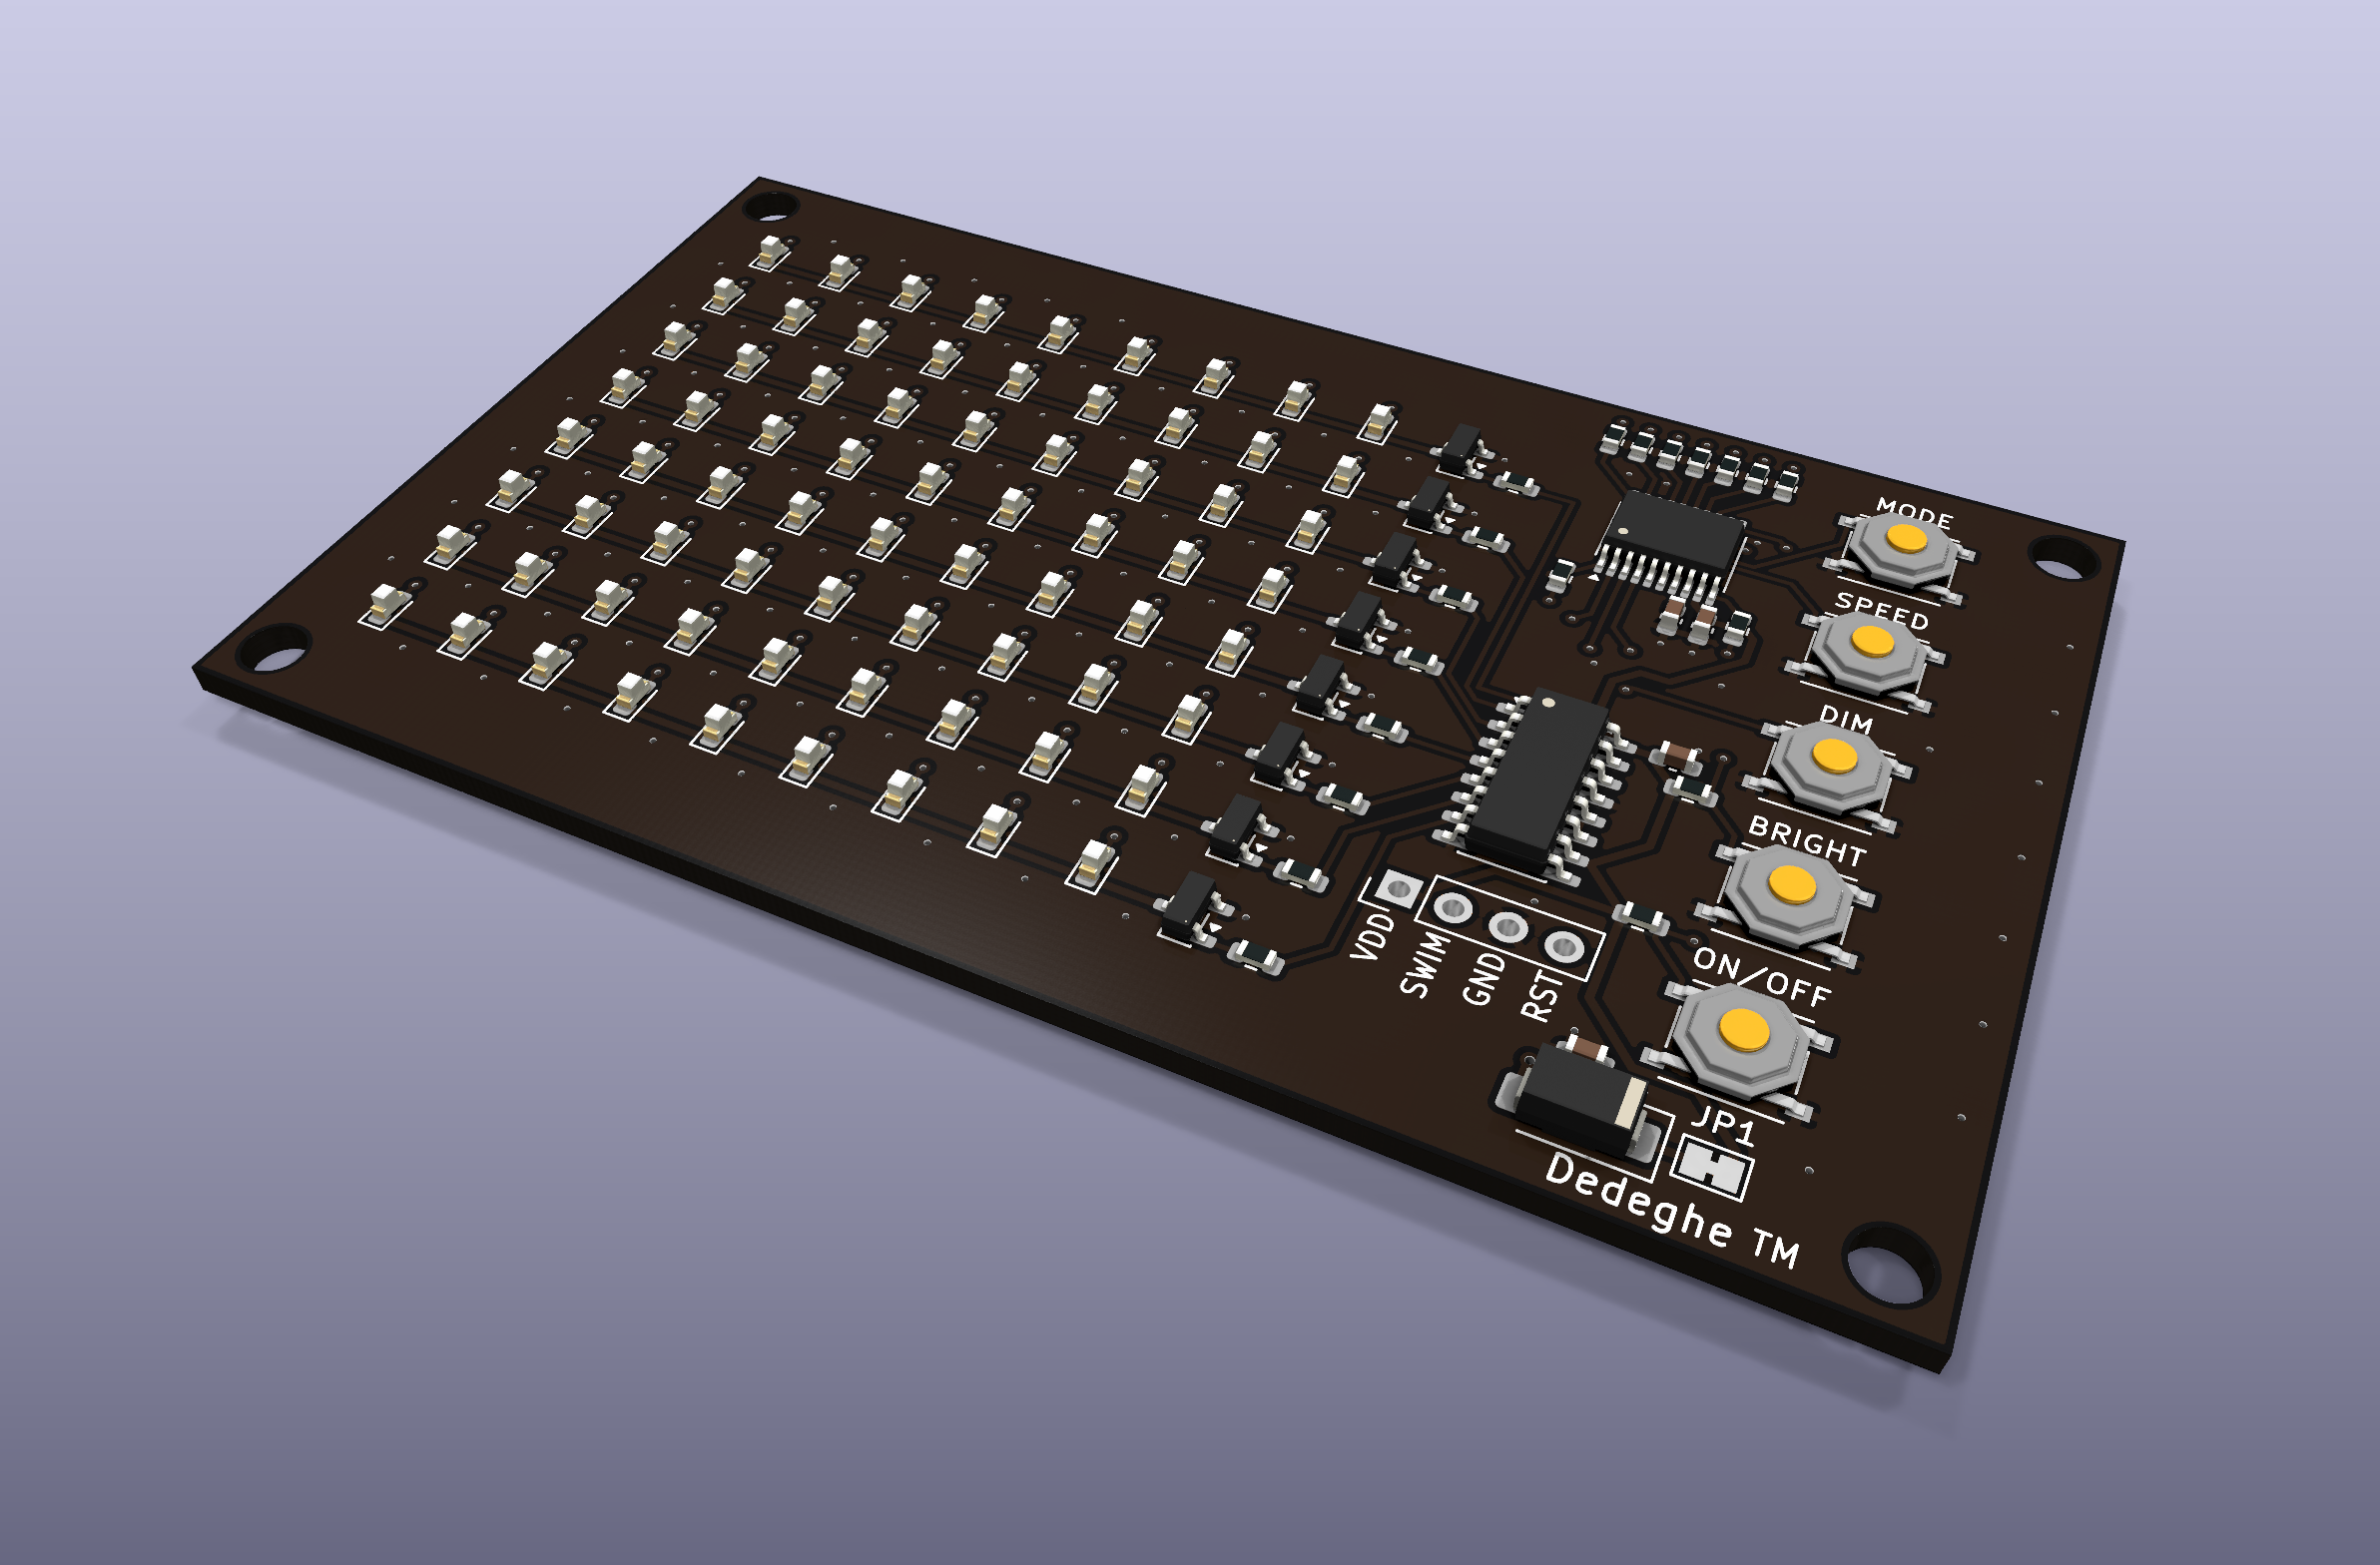 MODE
SPEED
DIM
BRIGHT
VDD
SWIM
GND
RST
ON/OFF
JP1
Dedeghe TM